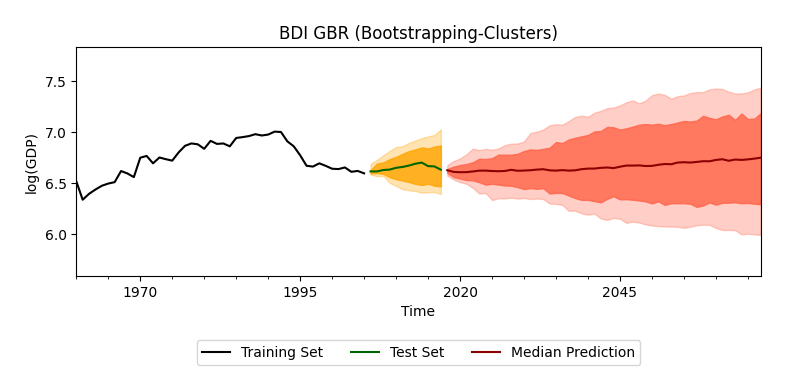 BDI GBR (Bootstrapping-Clusters)
7.5
7.0
6.5
6.0
log(GDP)
1970 1995 2020 2045
Time
Training Set Test Set Median Prediction